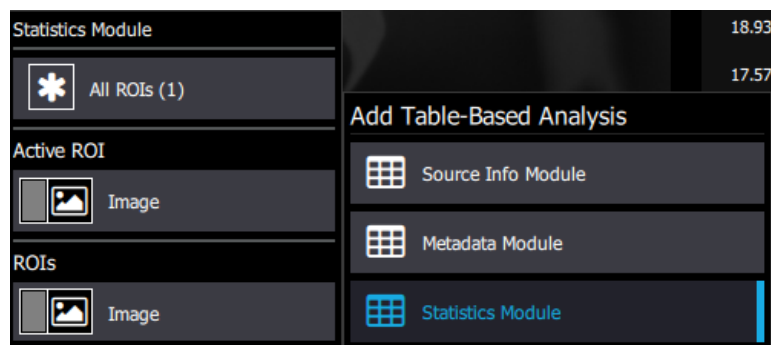 Statistics Module
All ROIs (1)
Active ROI
Image
ROIs
Image
18.93
17.57
Add Table-Based Analysis
Source Info Module
Metadata Module
Statistics Module